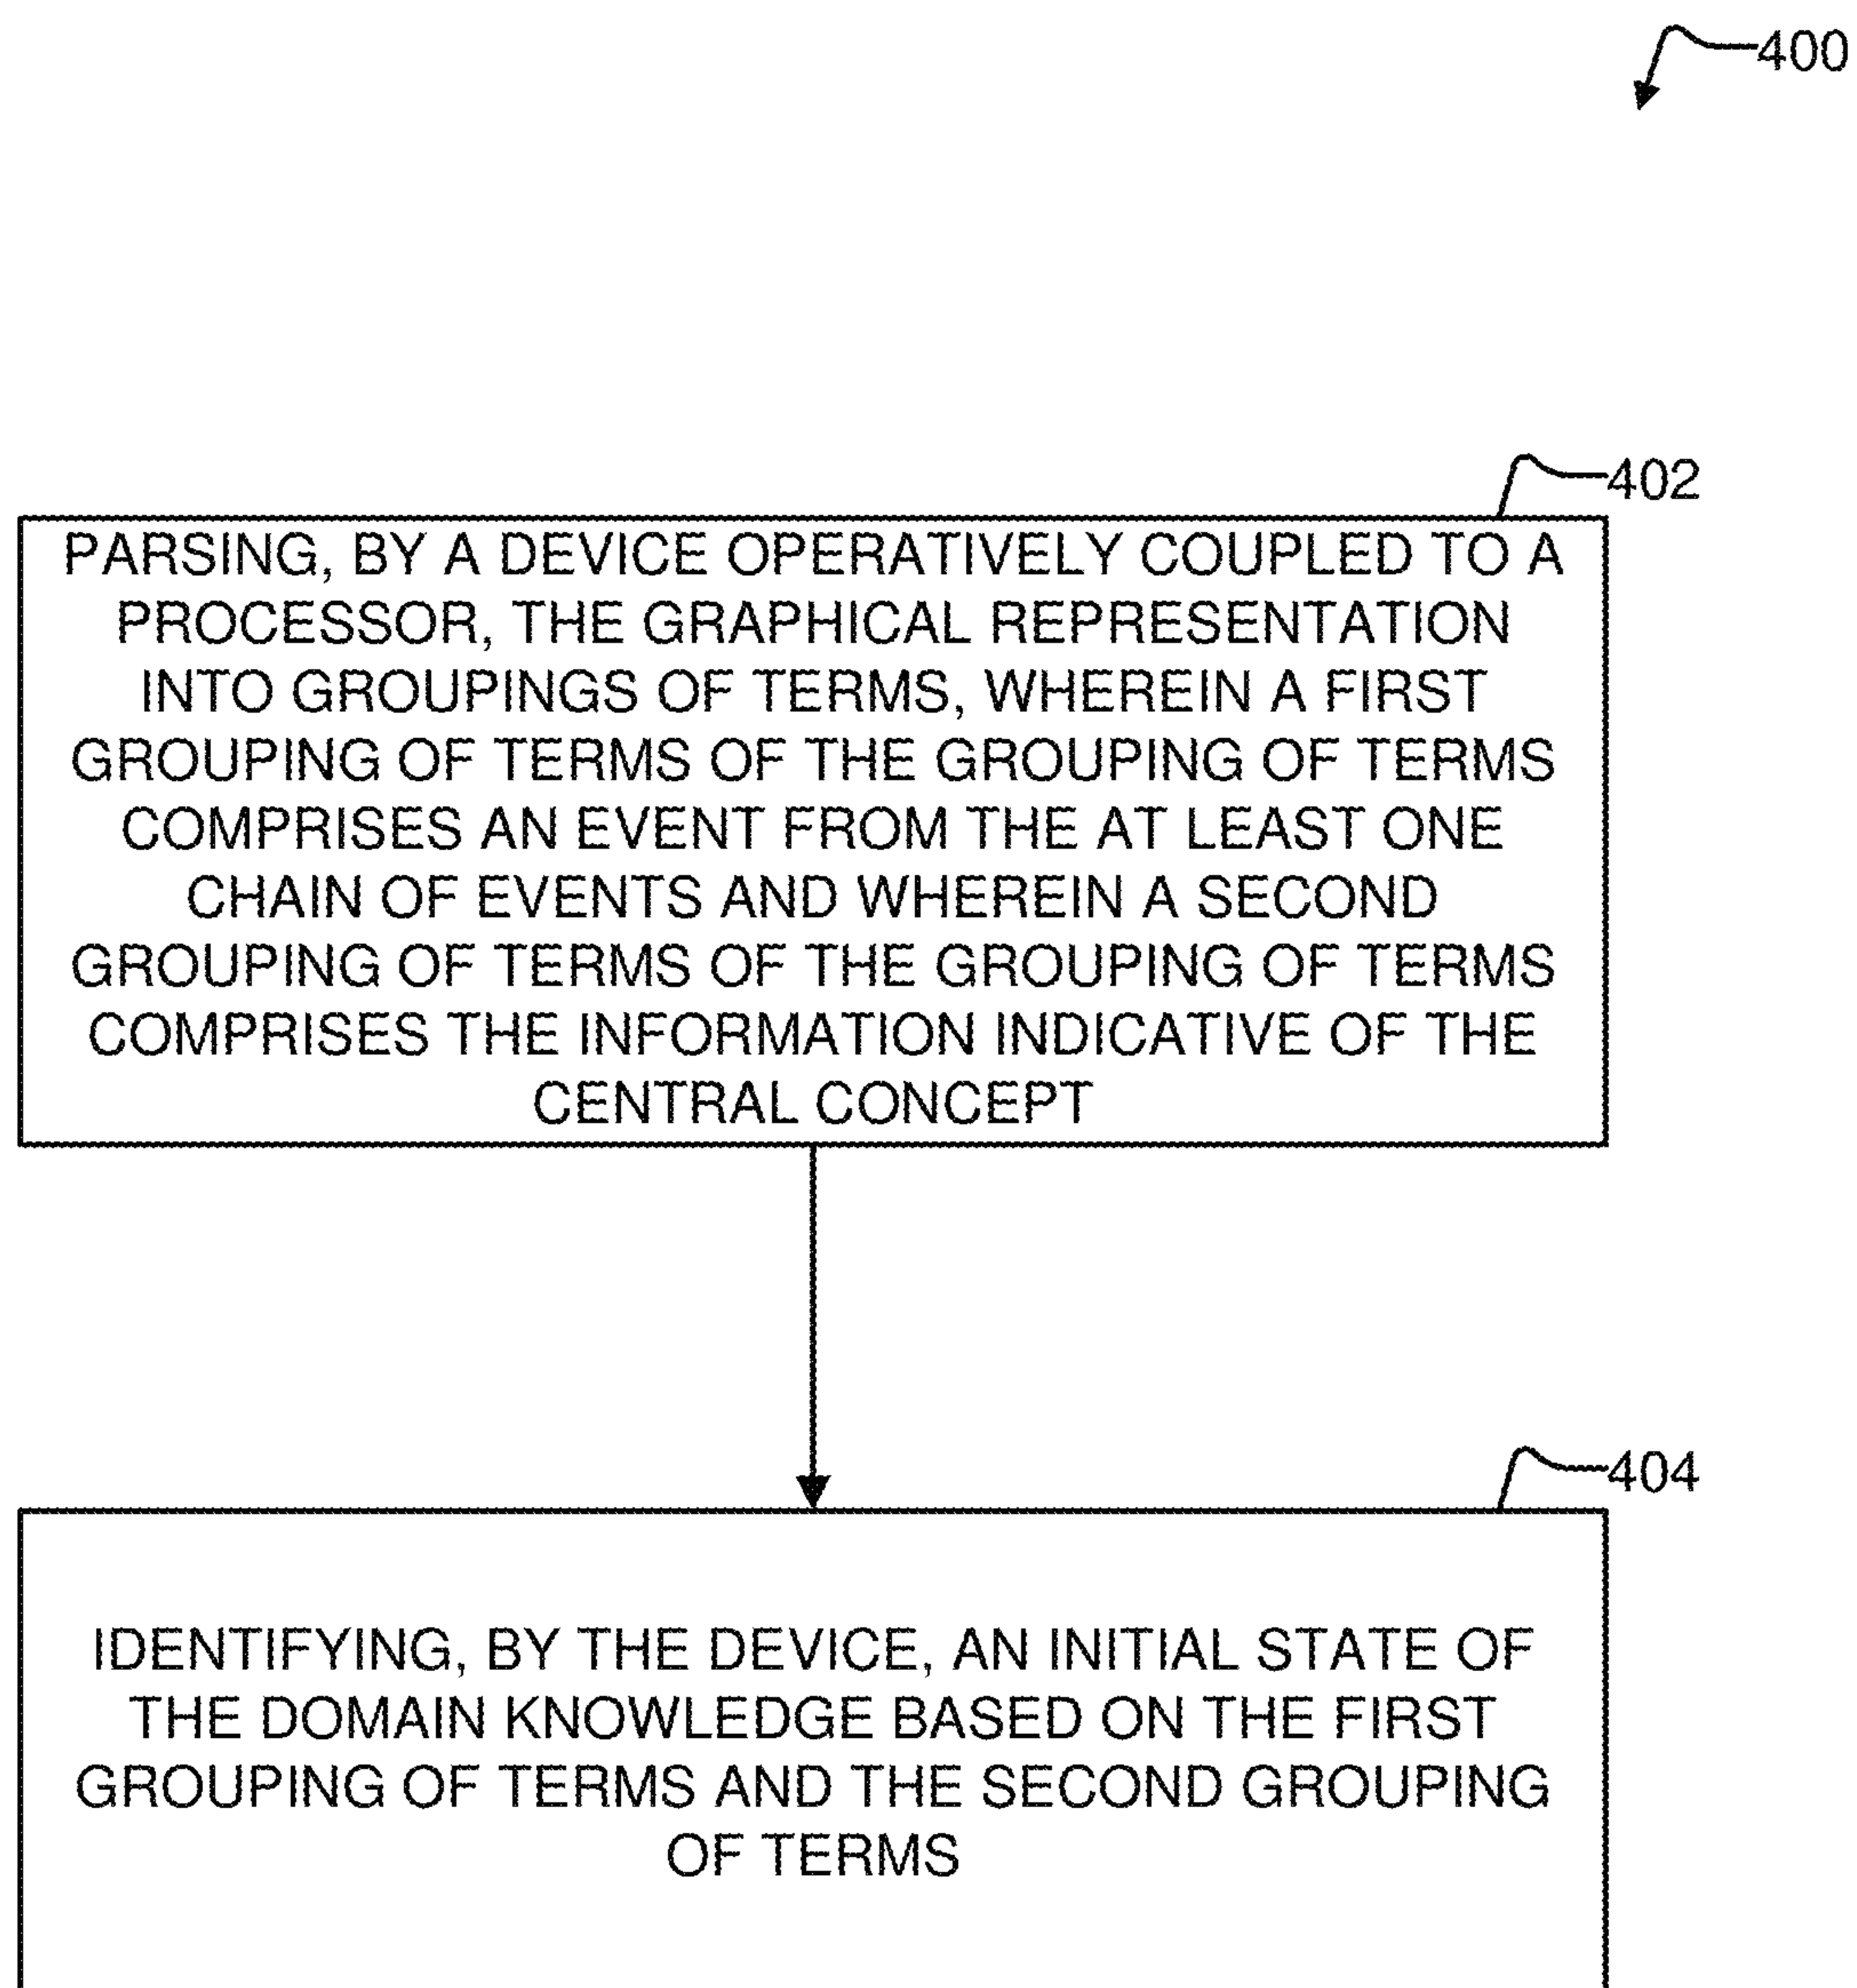 400
402
PARSING, BY A DEVICE OPERATIVELY COUPLED TO A
PROCESSOR, THE GRAPHICAL REPRESENTATION
INTO GROUPINGS OF TERMS, WHEREIN A FIRST
GROUPING OF TERMS OF THE GROUPING OF TERMS
COMPRISES AN EVENT FROM THE AT LEAST ONE
CHAIN OF EVENTS AND WHEREIN A SECOND
GROUPING OF TERMS OF THE GROUPING OF TERMS
COMPRISES THE INFORMATION INDICATIVE OF THE
CENTRAL CONCEPT
404
IDENTIFYING, BY THE DEVICE, AN INITIAL STATE OF
THE DOMAIN KNOWLEDGE BASED ON THE FIRST
GROUPING OF TERMS AND THE SECOND GROUPING
OF TERMS